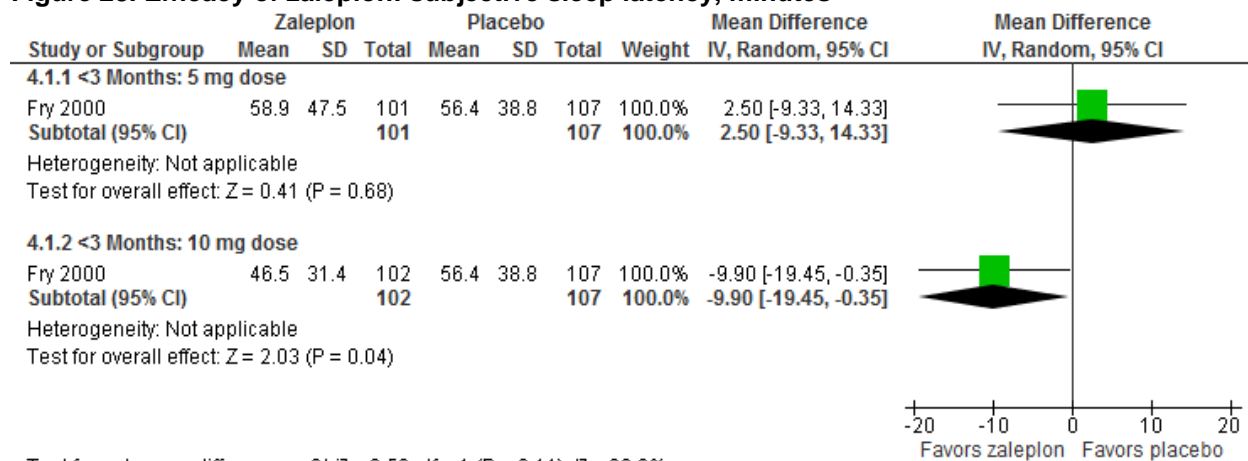 Zaleplon Placebo Mean Difference Mean Difference
Study or Subgroup Mean SD Total Mean SD Total Weight IV, Random, 95% CI IV, Random, 95% CI
4.1.1 <3 Months: 5 mg dose
Fry 2000 58.9 47.5 101 56.4 38.8 107 100.0% 2.50 [-9.33, 14.33]
Subtotal (95% CI) 101 107 100.0% 2.50 [-9.33, 14.33]
Heterogeneity: Not applicable
Test for overall effect: Z = 0.41 (P = 0.68)
4.1.2 <3 Months: 10 mg dose
Fry 2000 46.5 31.4 102 56.4 38.8 107 100.0% -9.90 [-19.45, -0.35]
Subtotal (95% CI) 102 107 100.0% -9.90 [-19.45, -0.35]
Heterogeneity: Not applicable
Test for overall effect: Z = 2.03 (P = 0.04)
-20 -10 0 10 20
Favors zaleplon Favors placebo